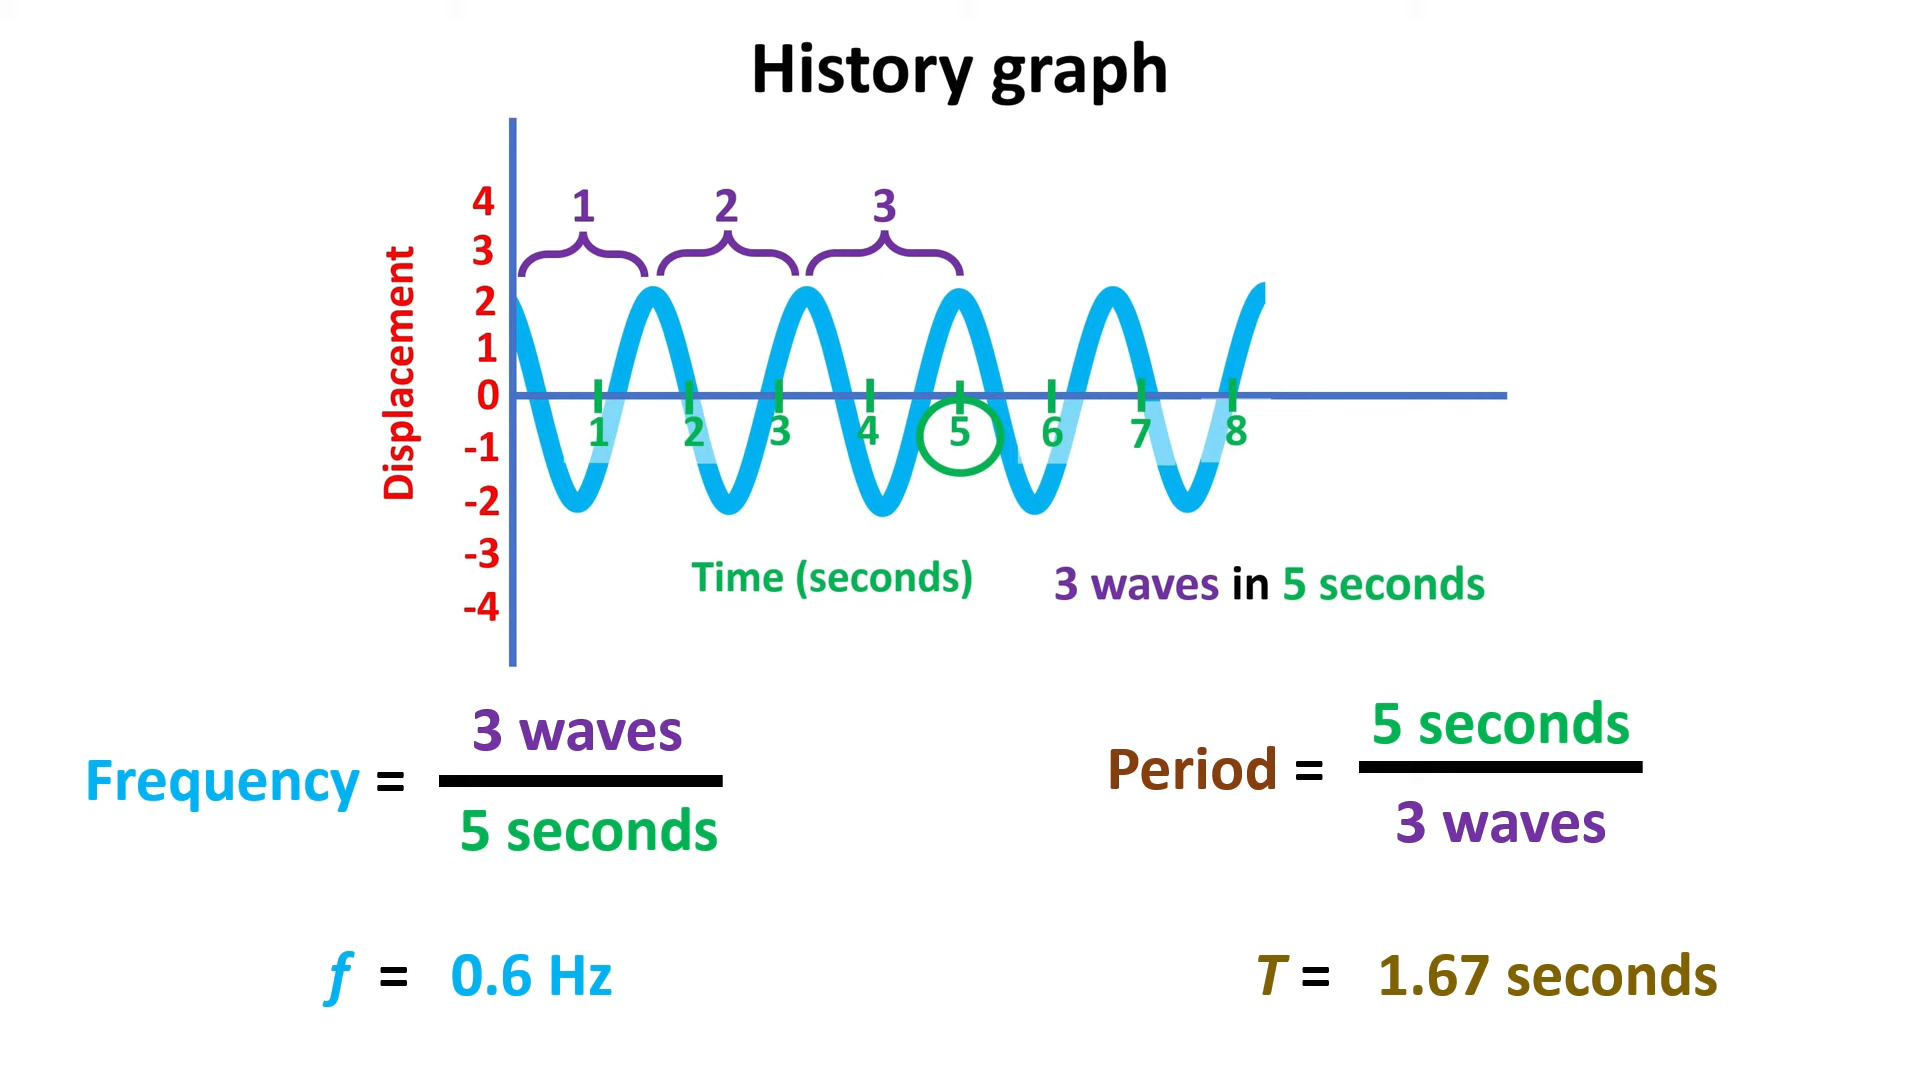 History graph
1 2 3
4
3
2
1
0
-1
-2
-3
-4
Displacement
1 2 3 4 5 6 7 8
Time (seconds)
3 waves in 5 seconds
Frequency = 3 waves
5 seconds
Period = 5 seconds
3 waves
f = 0.6 Hz
T = 1.67 seconds